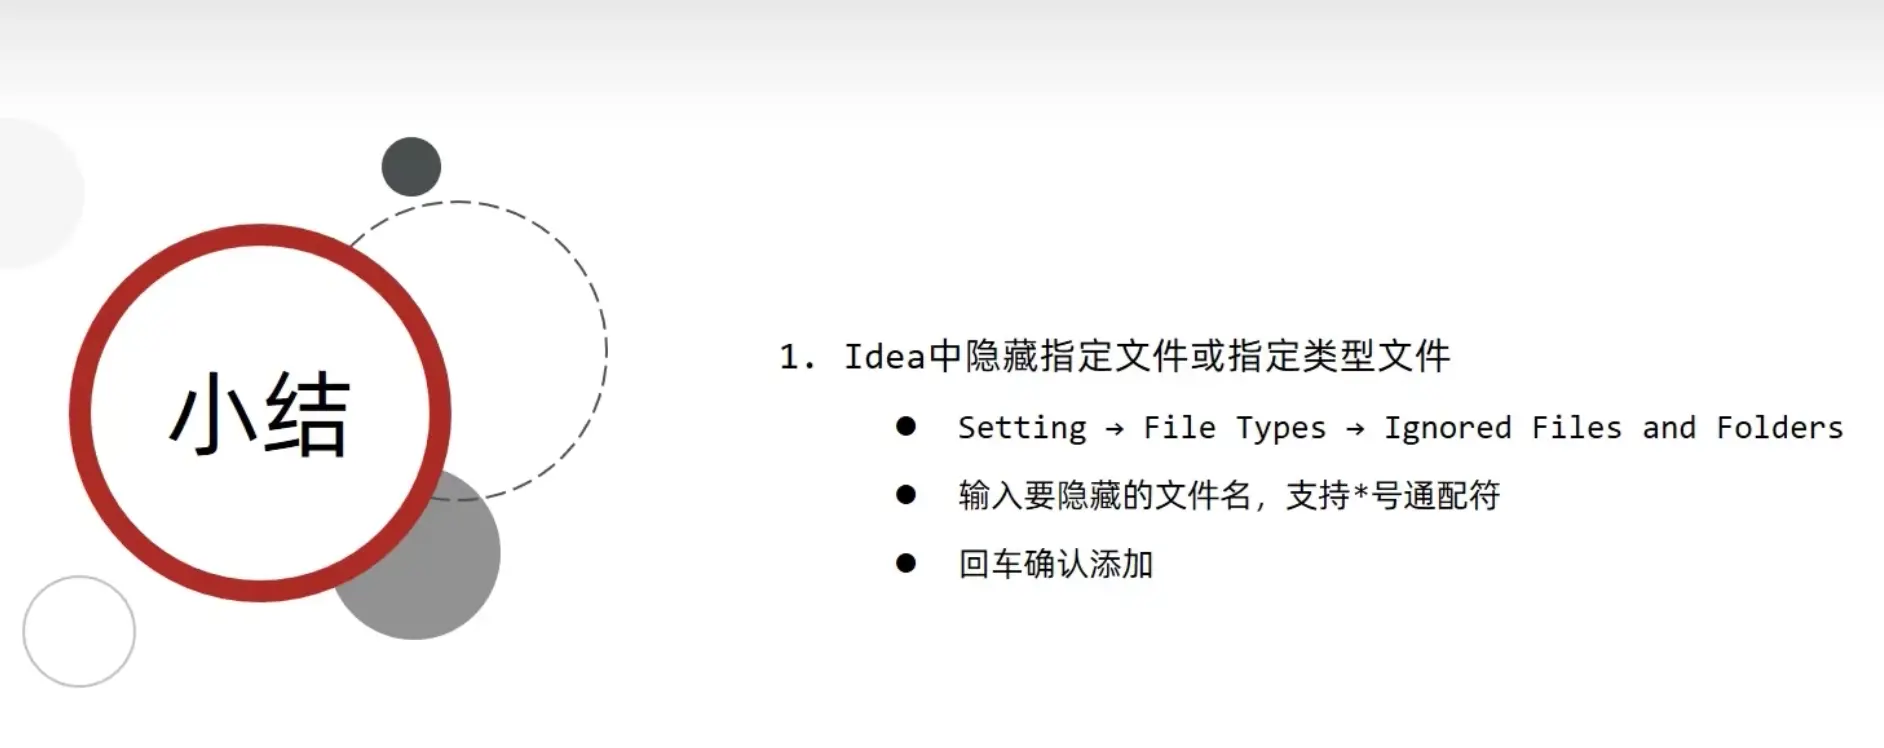 小结
1. Idea中隐藏指定文件或指定类型文件
● Setting → File Types → Ignored Files and Folders
● 输入要隐藏的文件名，支持*号通配符
● 回车确认添加